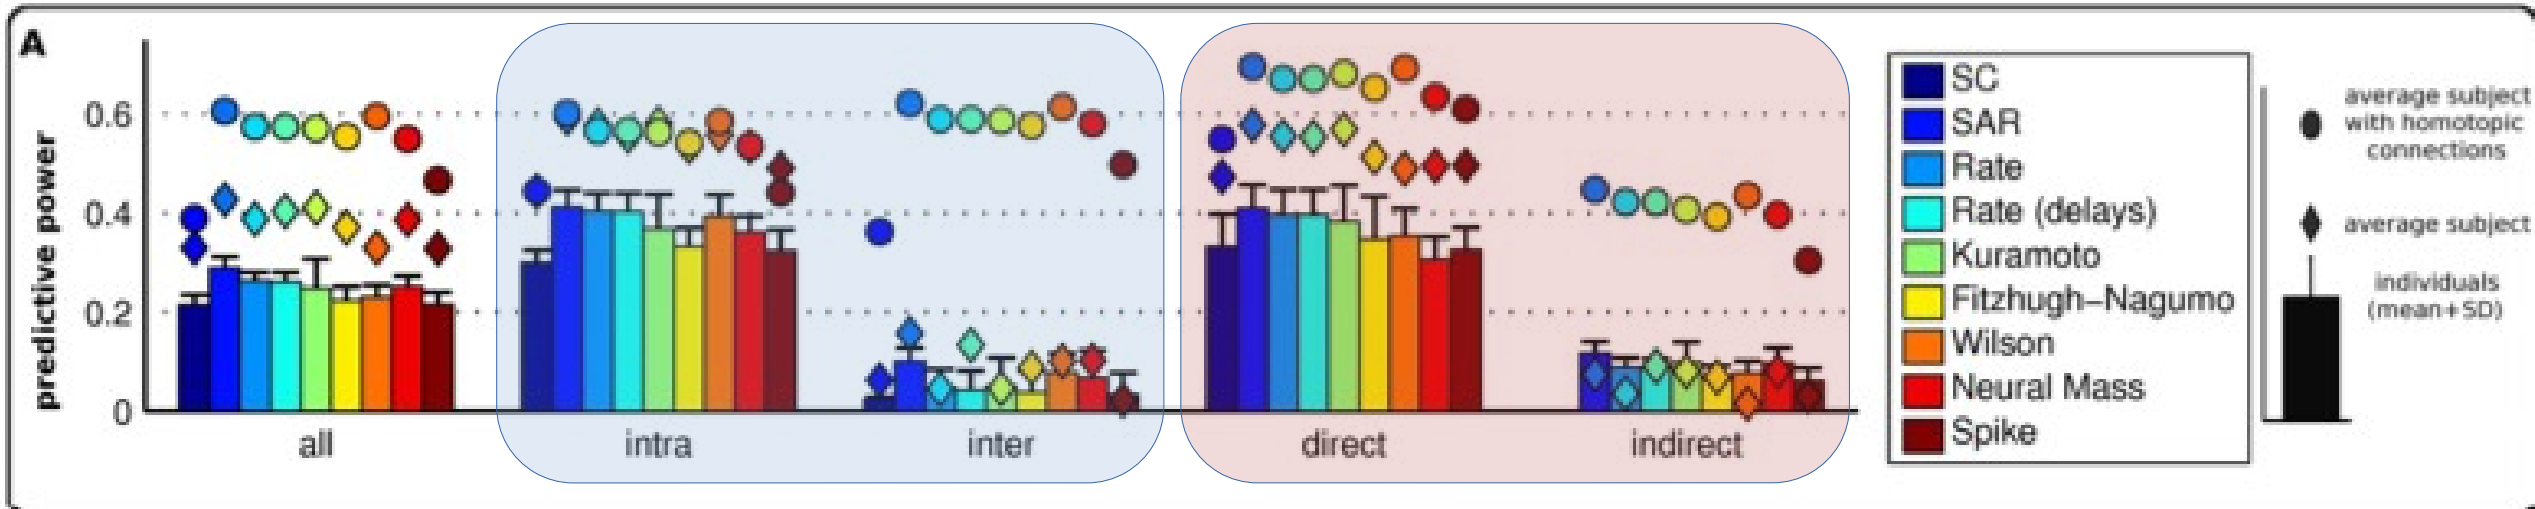 A
predictive power
0.6
0.4
0.2
0
all
intra
inter
direct
indirect
SC
SAR
Rate
Rate (delays)
Kuramoto
Fitzhugh–Nagumo
Wilson
Neural Mass
Spike
average subject
with homotopic
connections
average subject
individuals
(mean+SD)